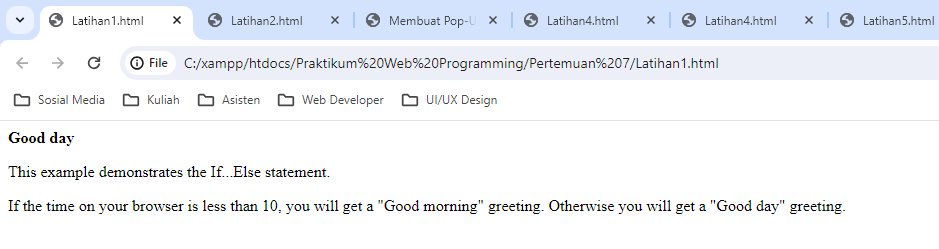 Latihan1.html Latihan2.html Membuat Pop-U Latihan4.html Latihan4.html Latihan5.html
File C:/xampp/htdocs/Praktikum%20Web%20Programming/Pertemuan%207/Latihan1.html
Sosial Media Kuliah Asisten Web Developer UI/UX Design
Good day
This example demonstrates the If...Else statement.
If the time on your browser is less than 10, you will get a "Good morning" greeting. Otherwise you will get a "Good day" greeting.